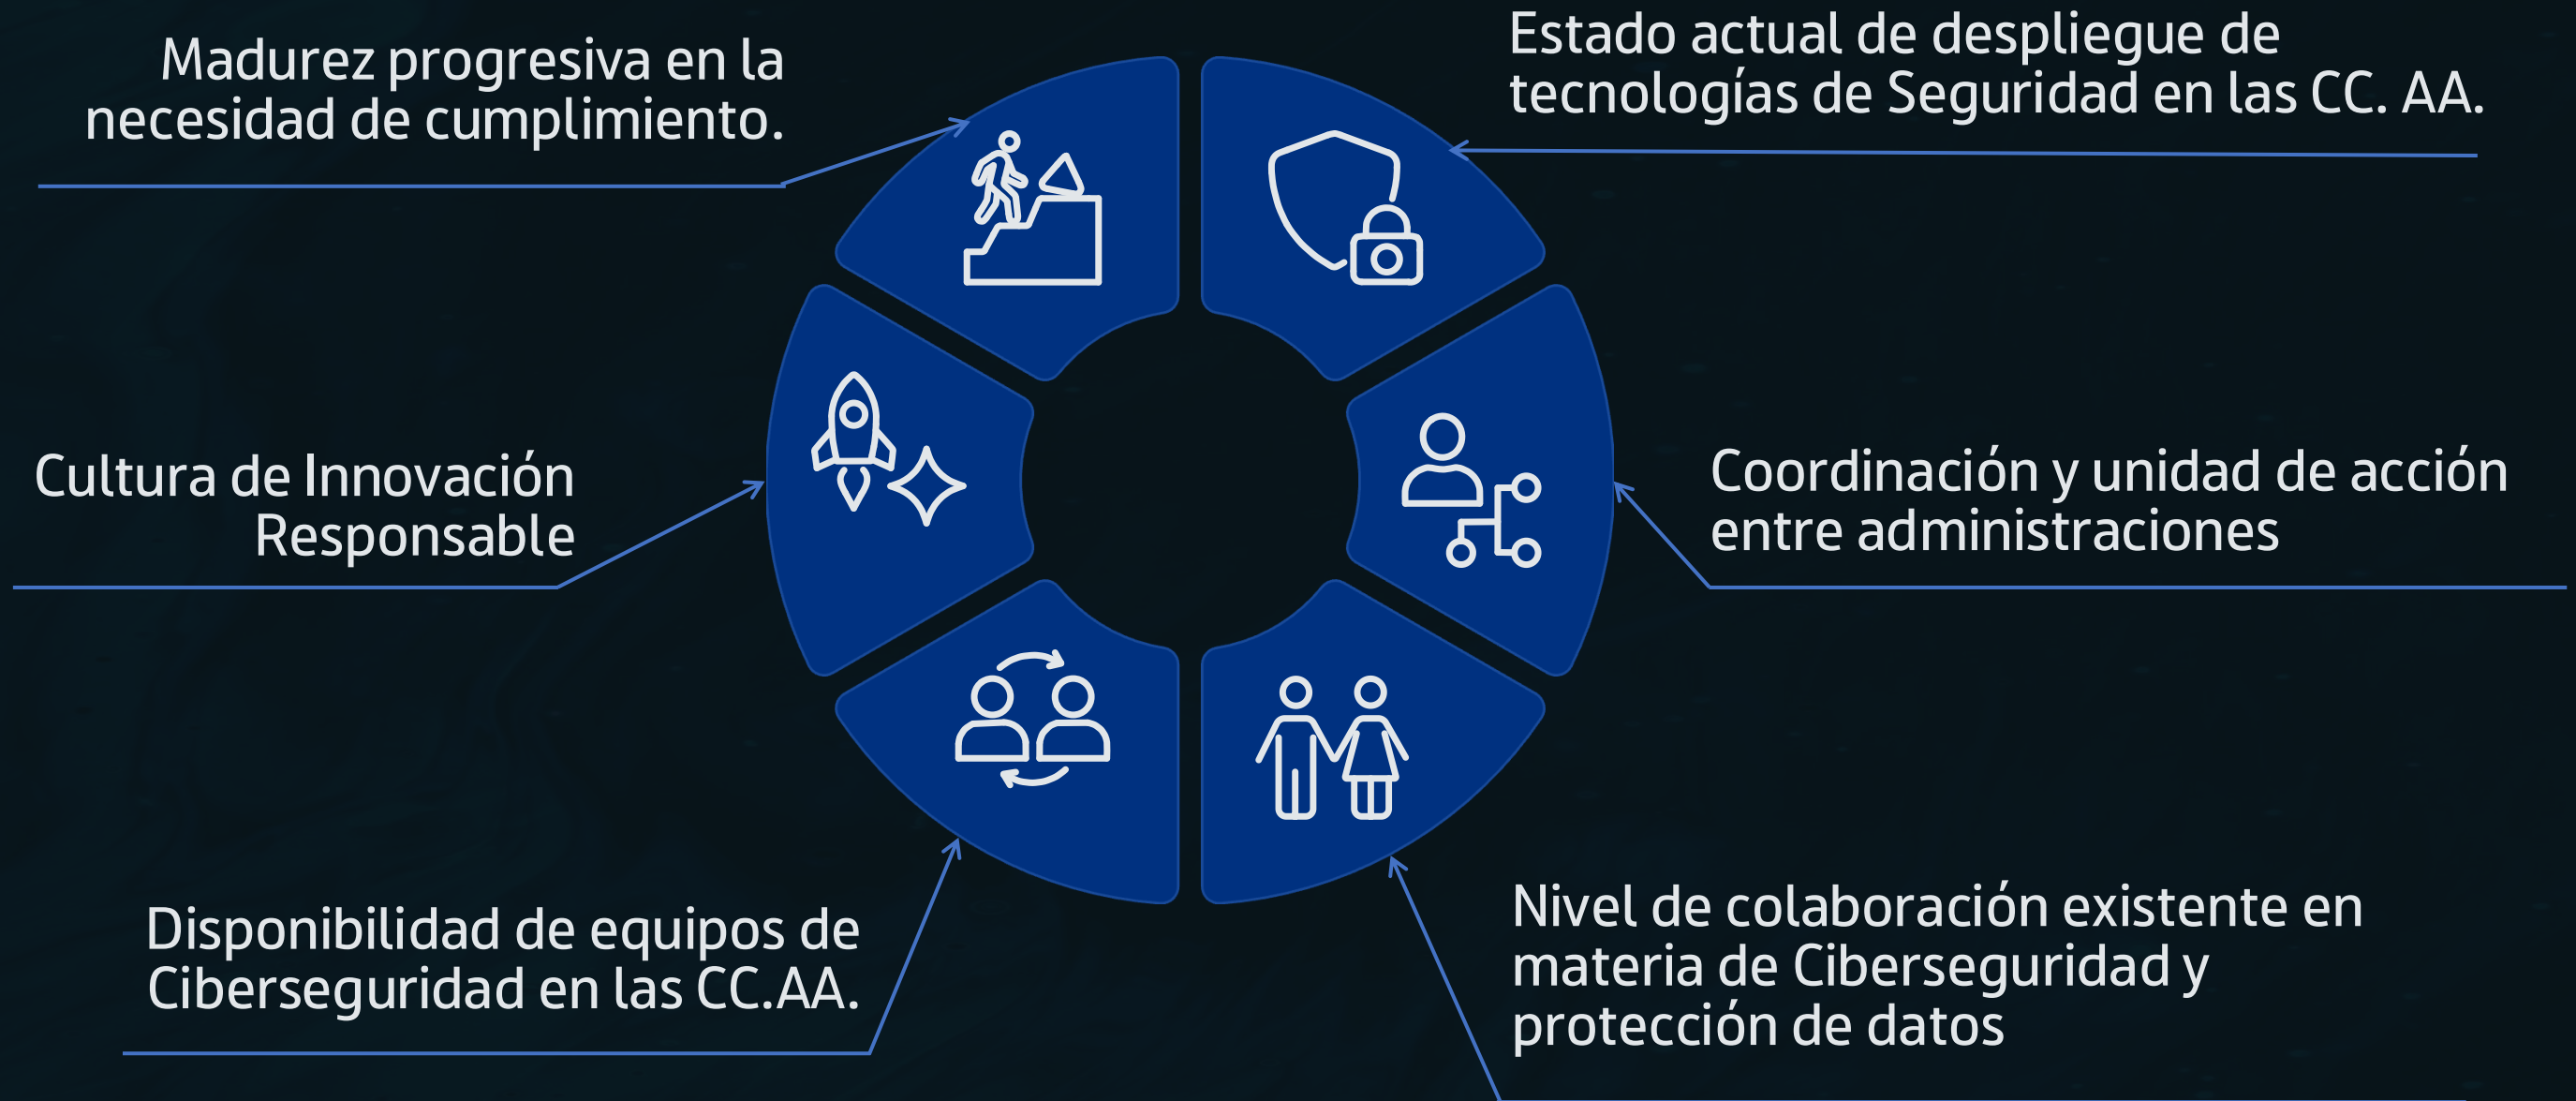 Madurez progresiva en la
necesidad de cumplimiento.
Estado actual de despliegue de
tecnologías de Seguridad en las CC. AA.
Cultura de Innovación
Responsable
Coordinación y unidad de acción
entre administraciones
Disponibilidad de equipos de
Ciberseguridad en las CC.AA.
Nivel de colaboración existente en
materia de Ciberseguridad y
protección de datos